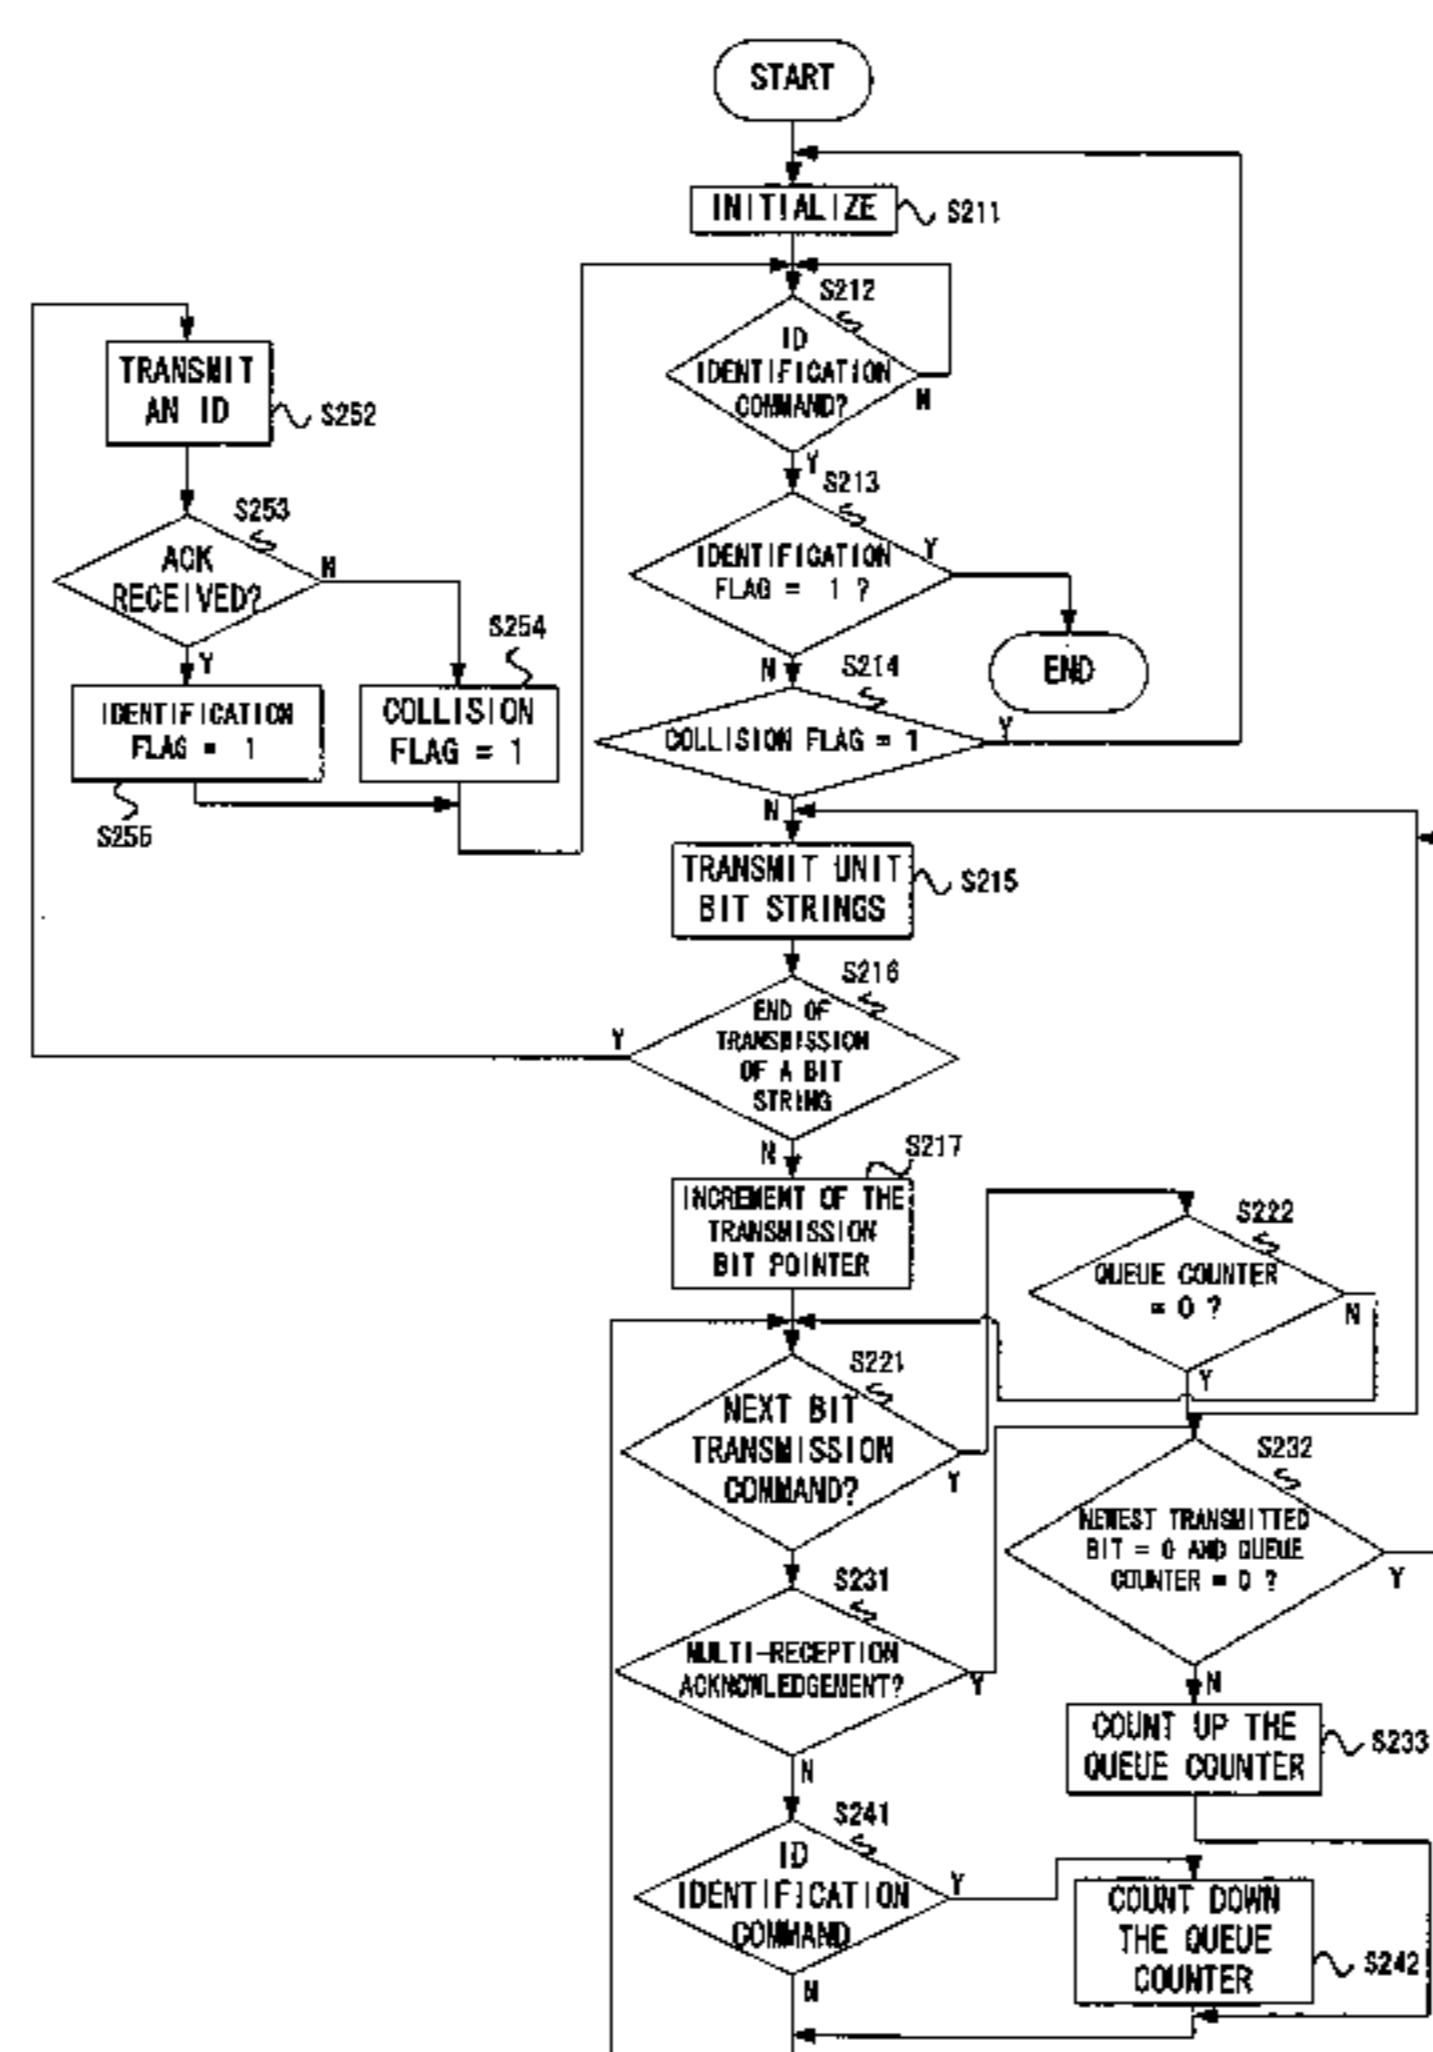 START
INITIALIZE
S211
S212
ID
IDENTIFICATION
COMMAND?
N
Y
S213
IDENTIFICATION
FLAG = 1 ?
Y
END
N
S214
COLLISION FLAG = 1
Y
N
TRANSMIT UNIT
BIT STRINGS
S215
S216
END OF
TRANSMISSION
OF A BIT
STRING
Y
N
TRANSMIT
AN ID
S252
S253
ACK
RECEIVED?
N
Y
S254
IDENTIFICATION
FLAG = 1
S255
COLLISION
FLAG = 1
S217
INCREMENT OF THE
TRANSMISSION
BIT POINTER
S221
NEXT BIT
TRANSMISSION
COMMAND?
Y
S222
QUEUE COUNTER
= 0 ?
N
Y
S231
MULTI-RECEPTION
ACKNOWLEDGEMENT?
Y
N
S232
NEWEST TRANSMITTED
BIT = 0 AND QUEUE
COUNTER = 0 ?
Y
N
COUNT UP THE
QUEUE COUNTER
S233
S241
ID
IDENTIFICATION
COMMAND
Y
N
COUNT DOWN
THE QUEUE
COUNTER
S242